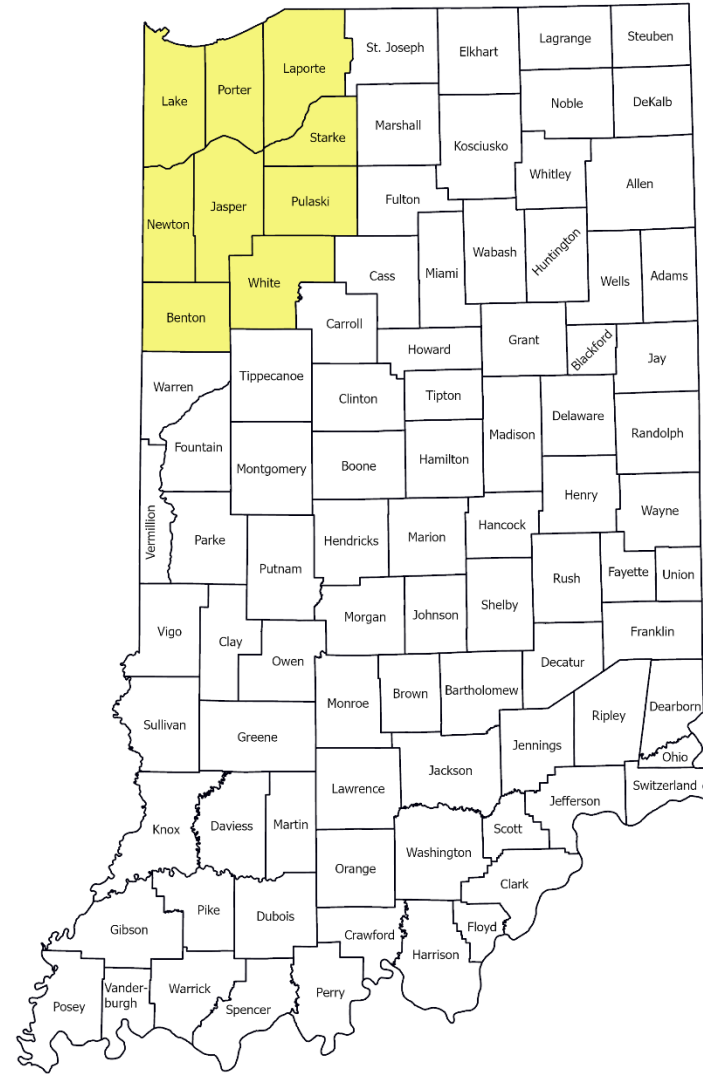 St. Joseph
Elkhart
Lagrange
Steuben
Lake
Porter
Laporte
Noble
DeKalb
Starke
Marshall
Kosciusko
Whitley
Allen
Newton
Jasper
Pulaski
Fulton
Wabash
Huntington
Miami
Cass
Wells
Adams
White
Benton
Carroll
Howard
Grant
Blackford
Jay
Warren
Tippecanoe
Clinton
Tipton
Madison
Delaware
Randolph
Fountain
Montgomery
Boone
Hamilton
Henry
Wayne
Vermillion
Parke
Putnam
Hendricks
Marion
Hancock
Rush
Fayette
Union
Vigo
Clay
Owen
Morgan
Johnson
Shelby
Franklin
Decatur
Sullivan
Greene
Monroe
Brown
Bartholomew
Jennings
Ripley
Dearborn
Ohio
Switzerland
Knox
Daviess
Martin
Lawrence
Jackson
Jefferson
Scott
Orange
Washington
Clark
Gibson
Pike
Dubois
Crawford
Harrison
Floyd
Posey
Vander-
burgh
Warrick
Spencer
Perry